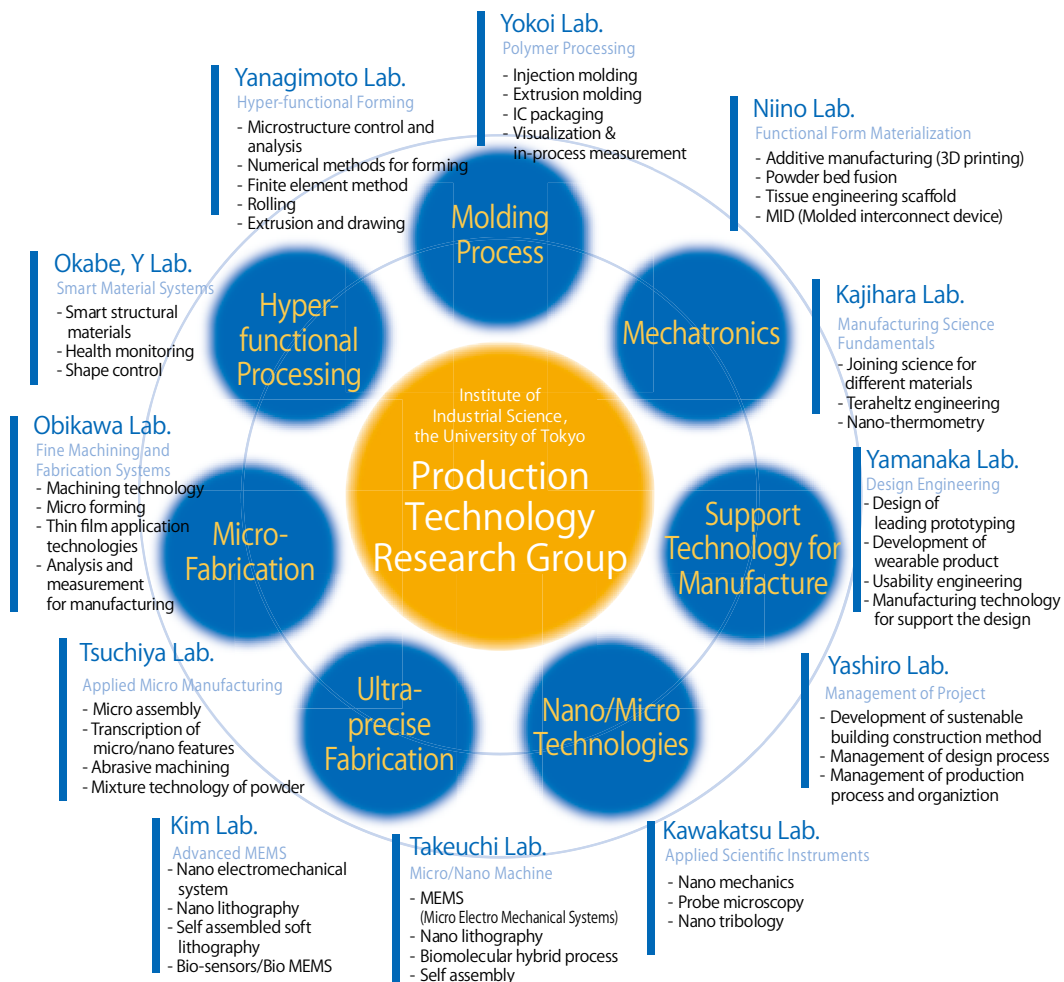 Yokoi Lab.
Polymer Processing
- Injection molding
- Extrusion molding
- IC packaging
- Visualization &
in-process measurement
Yanagimoto Lab.
Hyper-functional Forming
- Microstructure control and
analysis
- Numerical methods for forming
- Finite element method
- Rolling
- Extrusion and drawing
Niino Lab.
Functional Form Materialization
- Additive manufacturing (3D printing)
- Powder bed fusion
- Tissue engineering scaffold
- MID (Molded interconnect device)
Okabe, Y Lab.
Smart Material Systems
- Smart structural
materials
- Health monitoring
- Shape control
Kajihara Lab.
Manufacturing Science
Fundamentals
- Joining science for
different materials
- Teraheltz engineering
- Nano-thermometry
Obikawa Lab.
Fine Machining and
Fabrication Systems
- Machining technology
- Micro forming
- Thin film application
technologies
- Analysis and
measurement
for manufacturing
Yamanaka Lab.
Design Engineering
- Design of
leading prototyping
- Development of
wearable product
- Usability engineering
- Manufacturing technology
for support the design
Tsuchiya Lab.
Applied Micro Manufacturing
- Micro assembly
- Transcription of
micro/nano features
- Abrasive machining
- Mixture technology of powder
Yashiro Lab.
Management of Project
- Development of sustenable
building construction method
- Management of design process
- Management of production
process and organiztion
Kim Lab.
Advanced MEMS
- Nano electromechanical
system
- Nano lithography
- Self assembled soft
lithography
- Bio-sensors/Bio MEMS
Takeuchi Lab.
Micro/Nano Machine
- MEMS
(Micro Electro Mechanical Systems)
- Nano lithography
- Biomolecular hybrid process
- Self assembly
Kawakatsu Lab.
Applied Scientific Instruments
- Nano mechanics
- Probe microscopy
- Nano tribology
Molding
Process
Hyper-
functional
Processing
Mechatronics
Institute of
Industrial Science,
the University of Tokyo
Production
Technology
Research Group
Micro-
Fabrication
Support
Technology for
Manufacture
Ultra-
precise
Fabrication
Nano/Micro
Technologies